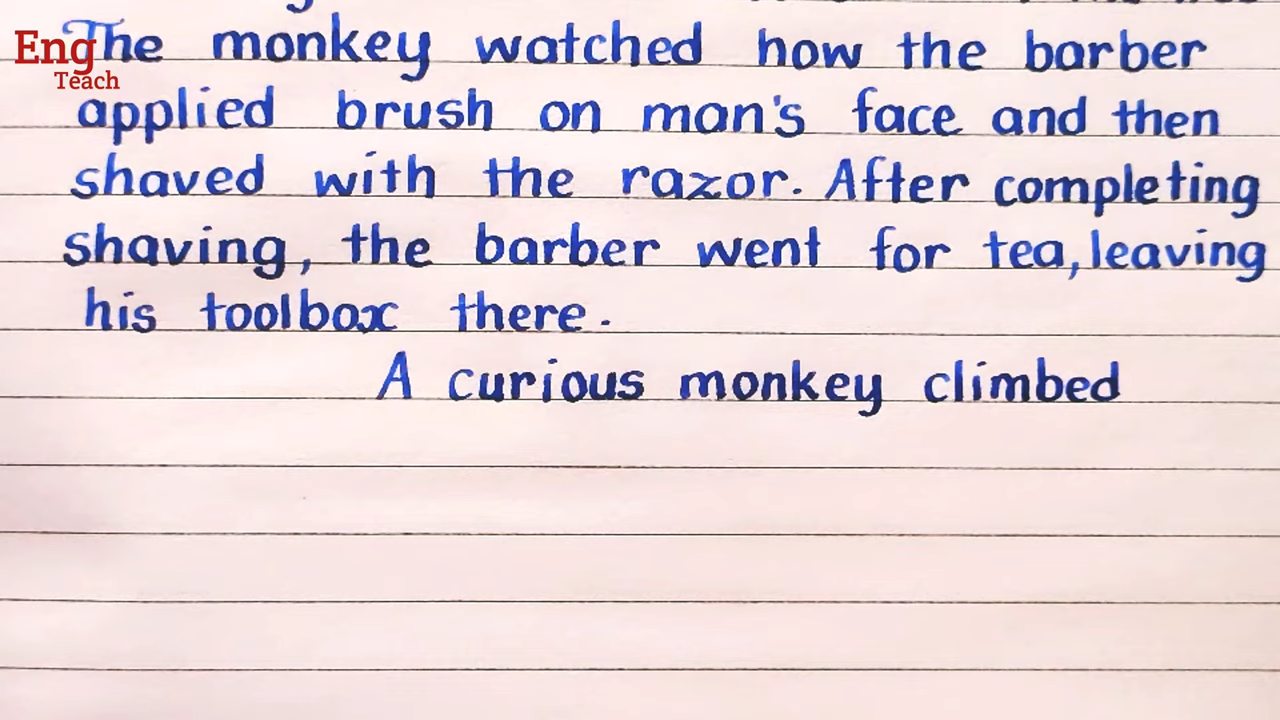 Eng
Teach
The monkey watched how the barber
applied brush on man's face and then
shaved with the razor. After completing
shaving, the barber went for tea, leaving
his toolbox there.
A curious monkey climbed